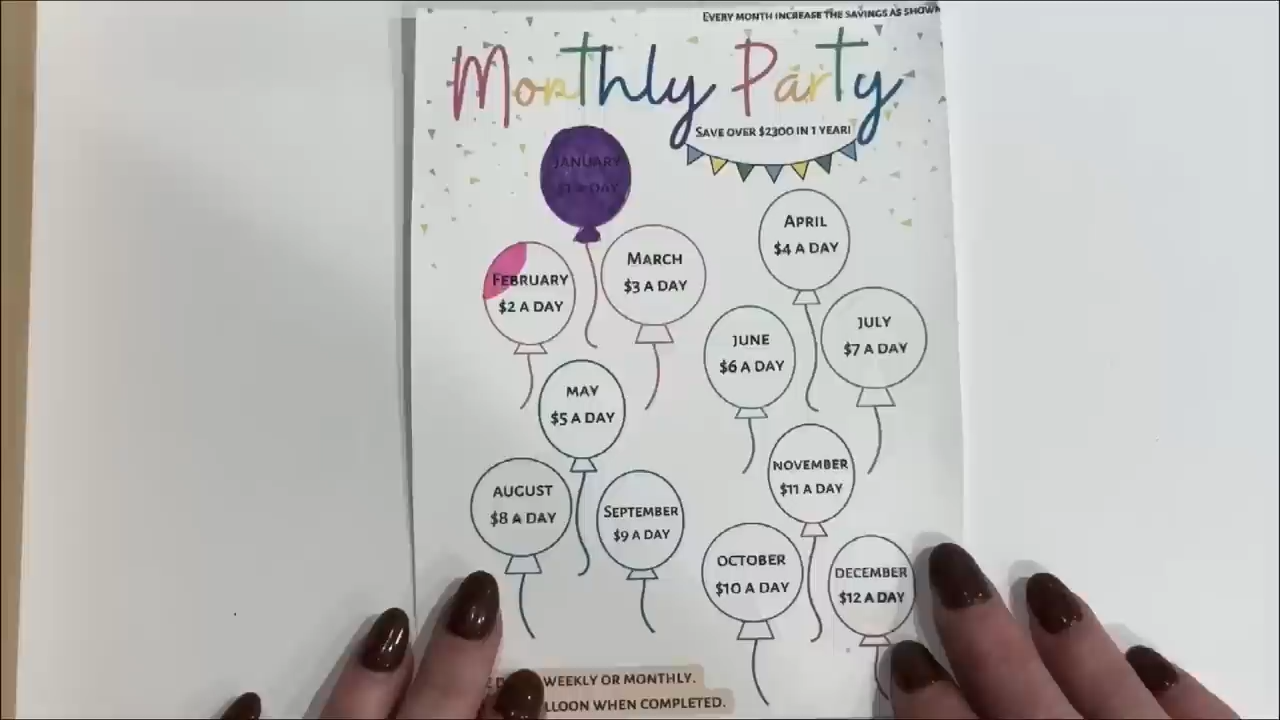 EVERY MONTH INCREASE THE SAVINGS AS SHOWN
Monthly Party
SAVE OVER $2300 IN 1 YEAR!
JANUARY
$1 A DAY
FEBRUARY
$2 A DAY
MARCH
$3 A DAY
APRIL
$4 A DAY
MAY
$5 A DAY
JUNE
$6 A DAY
JULY
$7 A DAY
AUGUST
$8 A DAY
SEPTEMBER
$9 A DAY
OCTOBER
$10 A DAY
NOVEMBER
$11 A DAY
DECEMBER
$12 A DAY
WEEKLY OR MONTHLY.
WHEN COMPLETED.